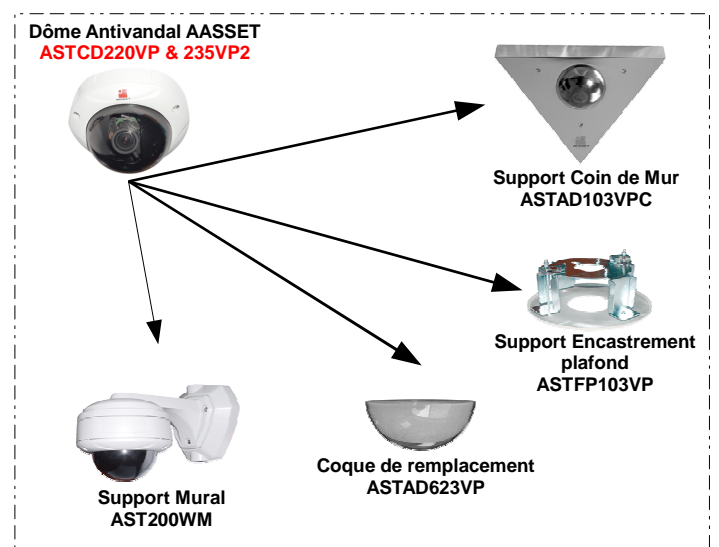 Dôme Antivandal AASSET
ASTCD220VP & 235VP2
Support Coin de Mur
ASTAD103VPC
Support Encastrement
plafond
ASTFP103VP
Coque de remplacement
ASTAD623VP
Support Mural
AST200WM